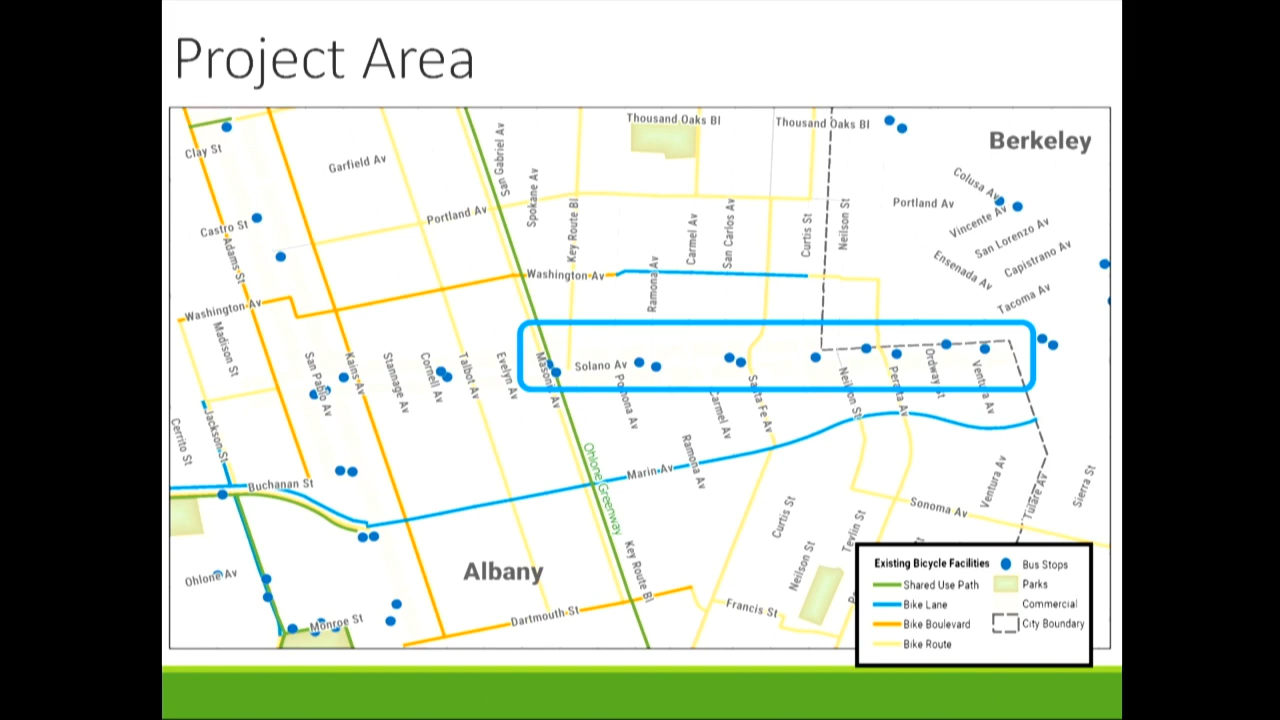 Project Area
Thousand Oaks Bl
Thousand Oaks Bl
Berkeley
Clay St
Garfield Av
San Gabriel Av
Spokane Av
Colusa Av
Portland Av
Portland Av
Vincente Av
San Lorenzo Av
Castro St
Adams St
Key Route Bl
Carmel Av
San Carlos Av
Curtis St
Neilson St
Ensenada Av
Capistrano Av
Washington Av
Ramona Av
Tacoma Av
Washington Av
Madison St
San Pablo Av
Kains Av
Stannage Av
Cornell Av
Talbot Av
Evelyn Av
Masonic Av
Solano Av
Pomona Av
Carmel Av
Santa Fe Av
Neilson St
Peralta Av
Ordway St
Ventura Av
Cerrito St
Jackson St
Buchanan St
Ohlone Greenway
Marin Av
Ramona Av
Ventura Av
Tulare Av
Sierra St
Curtis St
Sonoma Av
Tevlin St
Neilson St
Albany
Key Route Bl
Ohlone Av
Monroe St
Dartmouth St
Francis St
Existing Bicycle Facilities
Shared Use Path
Bike Lane
Bike Boulevard
Bike Route
Bus Stops
Parks
Commercial
City Boundary